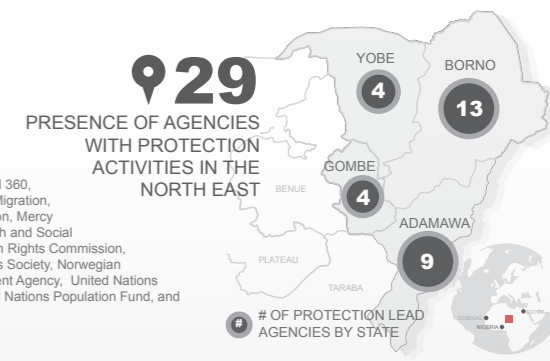 29
PRESENCE OF AGENCIES
WITH PROTECTION
ACTIVITIES IN THE
NORTH EAST
360,
Migration,
Mercy
and Social
Rights Commission,
Society, Norwegian
Agency, United Nations
Nations Population Fund, and
YOBE
4
BORNO
13
GOMBE
4
BENUE
ADAMAWA
9
PLATEAU
TARABA
#
# OF PROTECTION LEAD
AGENCIES BY STATE
SENEGAL
NIGERIA
EGYPT